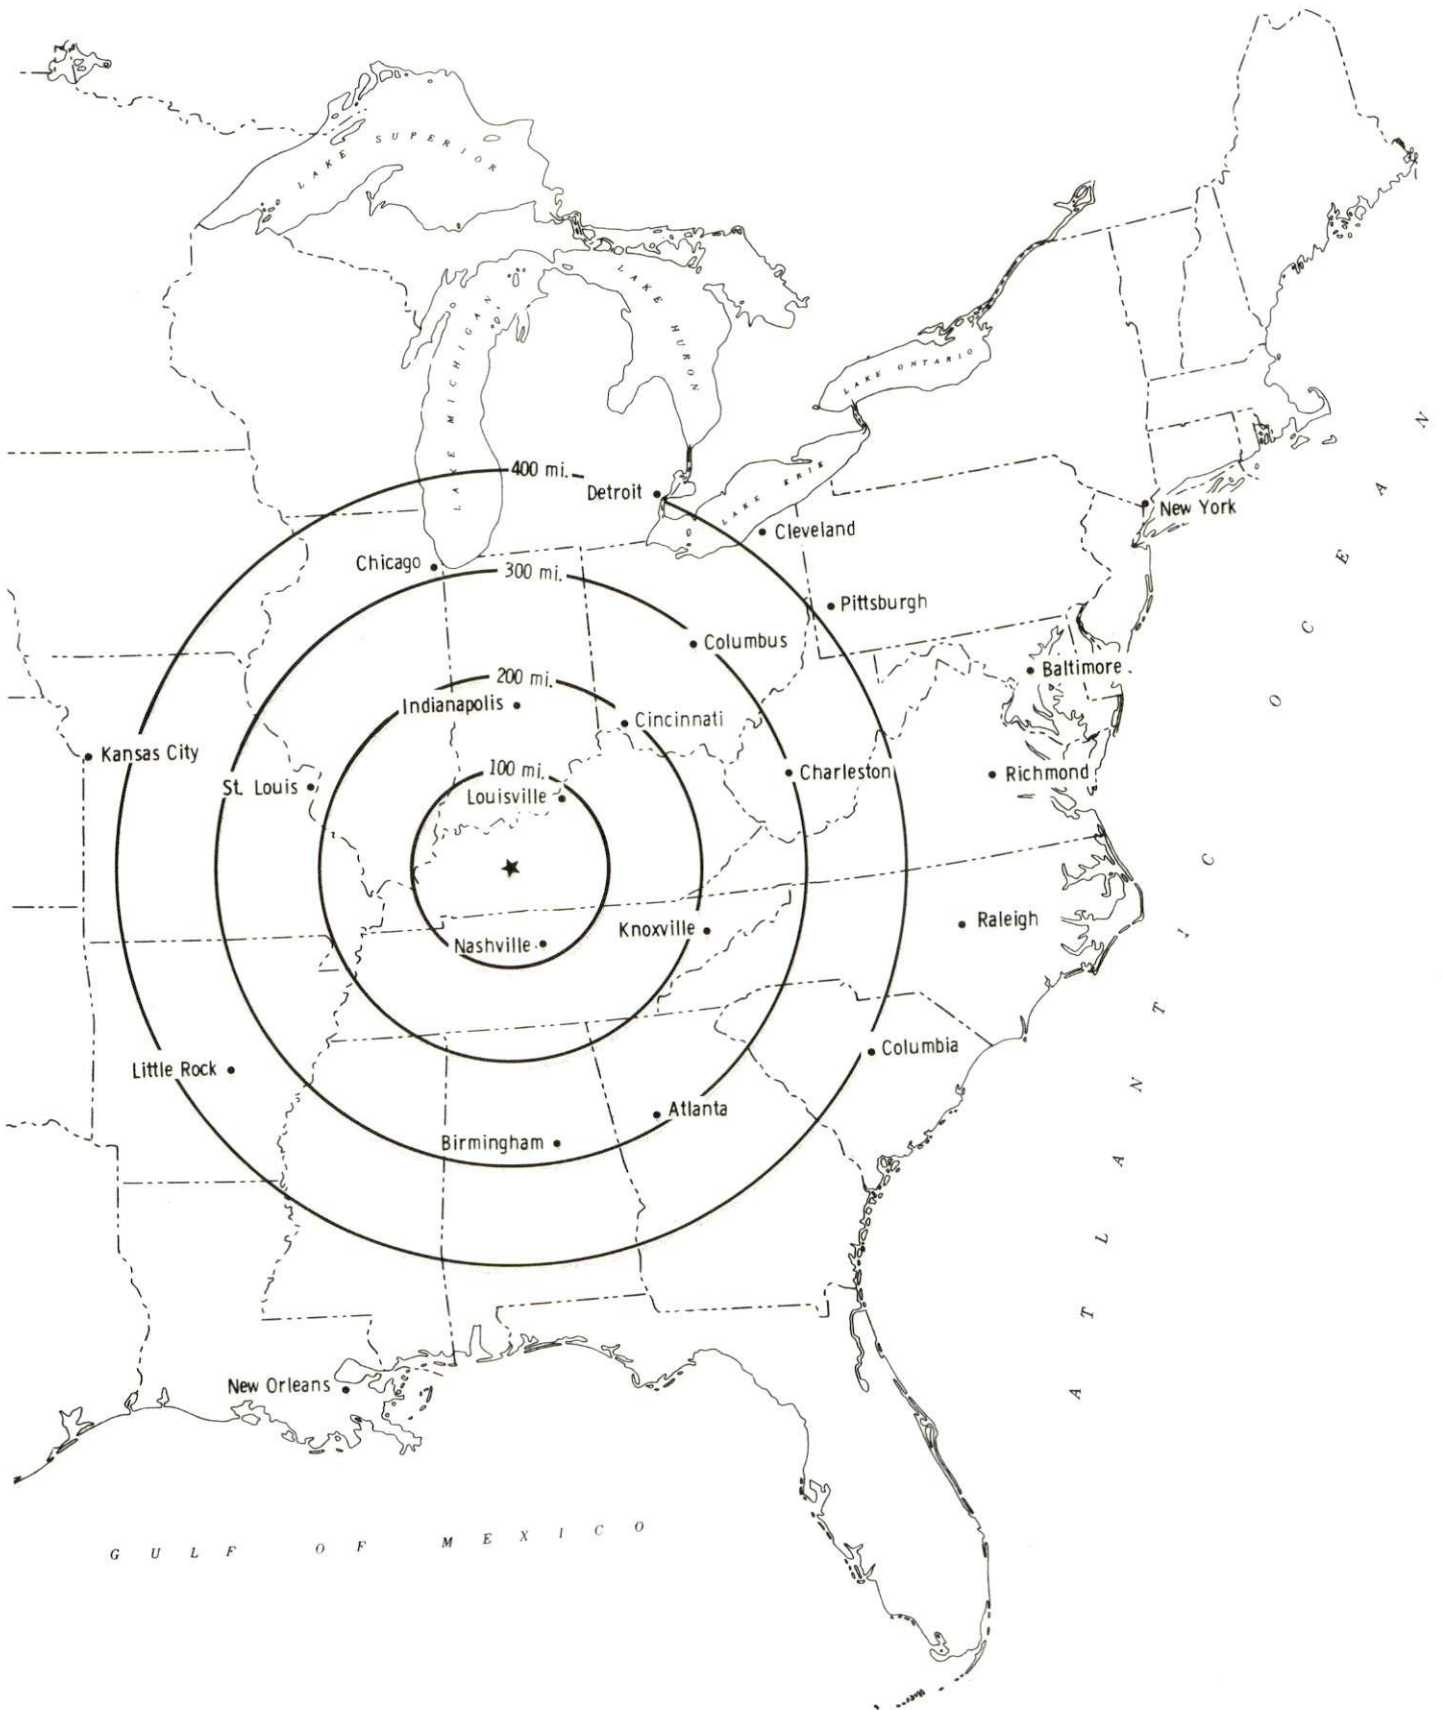 LAKE SUPERIOR
LAKE MICHIGAN
LAKE HURON
LAKE ONTARIO
LAKE ERIE
400 mi.
Detroit
New York
Cleveland
Chicago
300 mi.
Pittsburgh
Columbus
Baltimore
200 mi.
Indianapolis
Cincinnati
Kansas City
100 mi.
Charleston
Richmond
St. Louis
Louisville
Raleigh
Knoxville
Nashville
Columbia
Little Rock
Atlanta
Birmingham
New Orleans
ATLANTIC OCEAN
GULF OF MEXICO